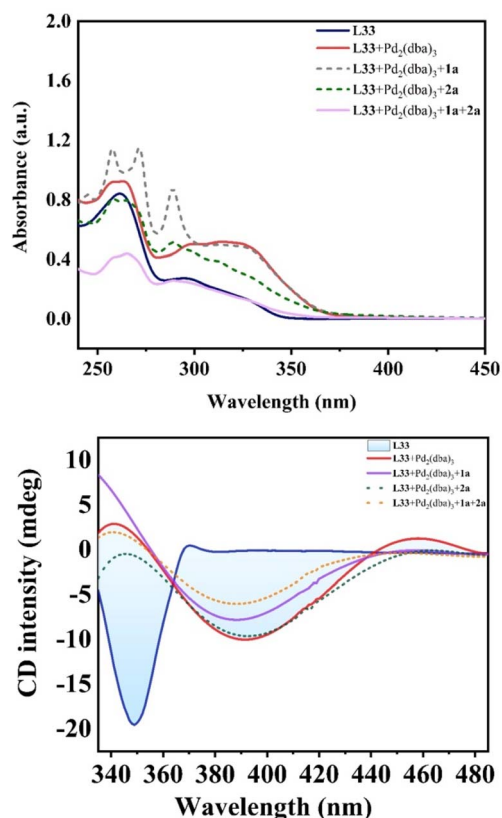 2.0
1.6
1.2
0.8
0.4
0.0
Absorbance (a.u.)
L33
L33+Pd₂(dba)₃
L33+Pd₂(dba)₃+1a
L33+Pd₂(dba)₃+2a
L33+Pd₂(dba)₃+1a+2a
250 300 350 400 450
Wavelength (nm)
10
5
0
-5
-10
-15
-20
CD intensity (mdeg)
L33
L33+Pd₂(dba)₃
L33+Pd₂(dba)₃+1a
L33+Pd₂(dba)₃+2a
L33+Pd₂(dba)₃+1a+2a
340 360 380 400 420 440 460 480
Wavelength (nm)